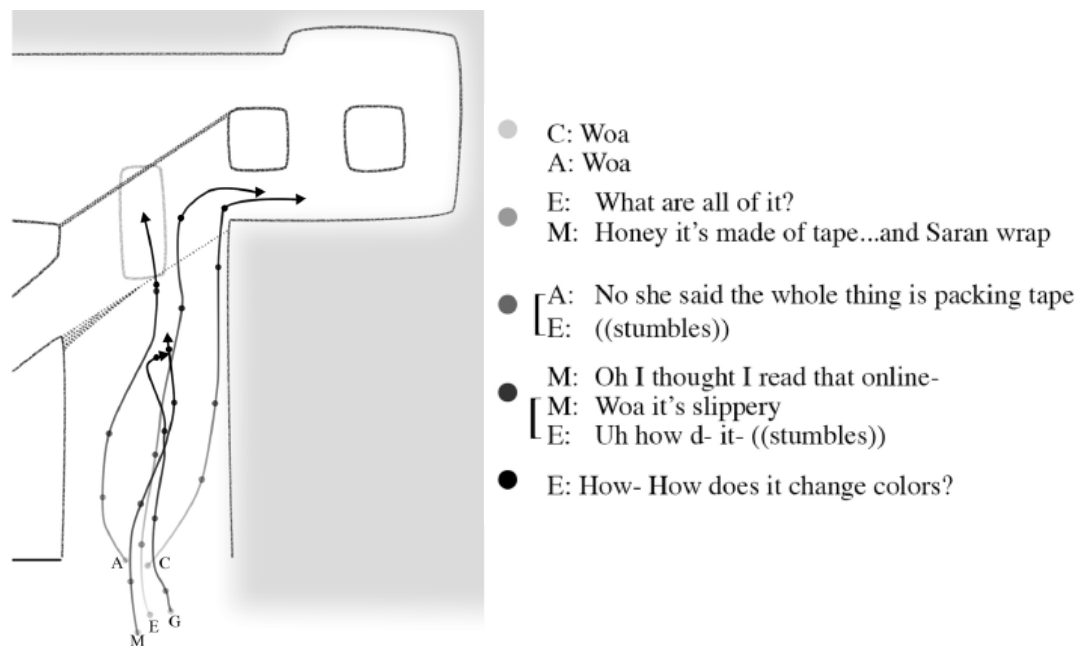 C: Woa
A: Woa
E: What are all of it?
M: Honey it's made of tape...and Saran wrap
A: No she said the whole thing is packing tape
E: ((stumbles))
M: Oh I thought I read that online-
M: Woa it's slippery
E: Uh how d- it- ((stumbles))
E: How- How does it change colors?
A
C
E
G
M